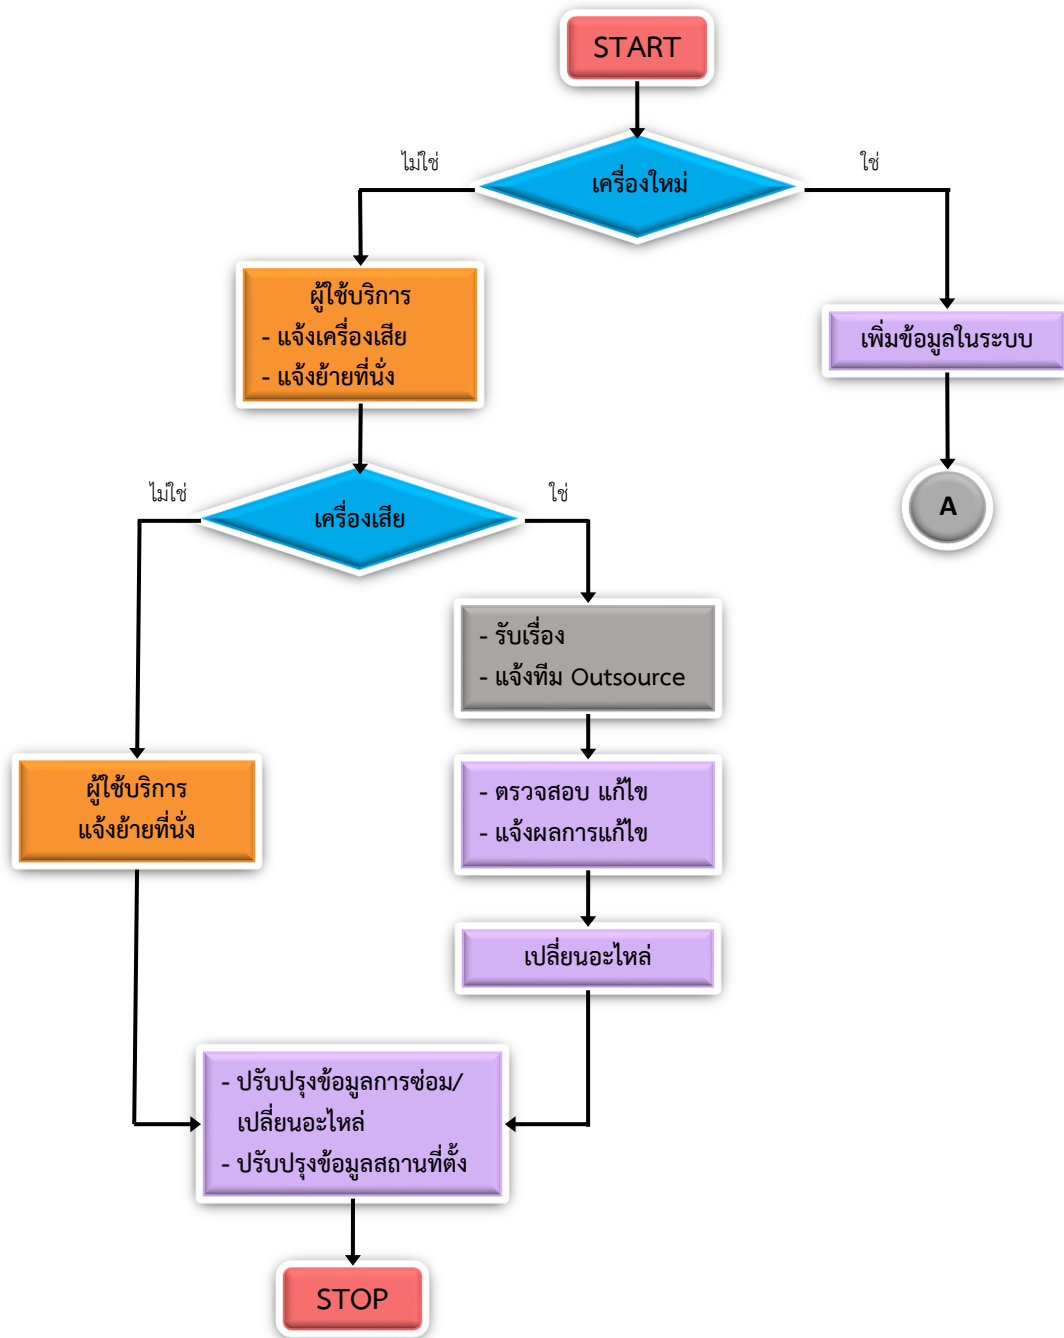 START
ไม่ใช่
ใช่
เครื่องใหม่
ผู้ใช้บริการ
- แจ้งเครื่องเสีย
- แจ้งย้ายที่นั่ง
เพิ่มข้อมูลในระบบ
A
ไม่ใช่
ใช่
เครื่องเสีย
- รับเรื่อง
- แจ้งทีม Outsource
ผู้ใช้บริการ
แจ้งย้ายที่นั่ง
- ตรวจสอบ แก้ไข
- แจ้งผลการแก้ไข
เปลี่ยนอะไหล่
- ปรับปรุงข้อมูลการซ่อม/
เปลี่ยนอะไหล่
- ปรับปรุงข้อมูลสถานที่ตั้ง
STOP